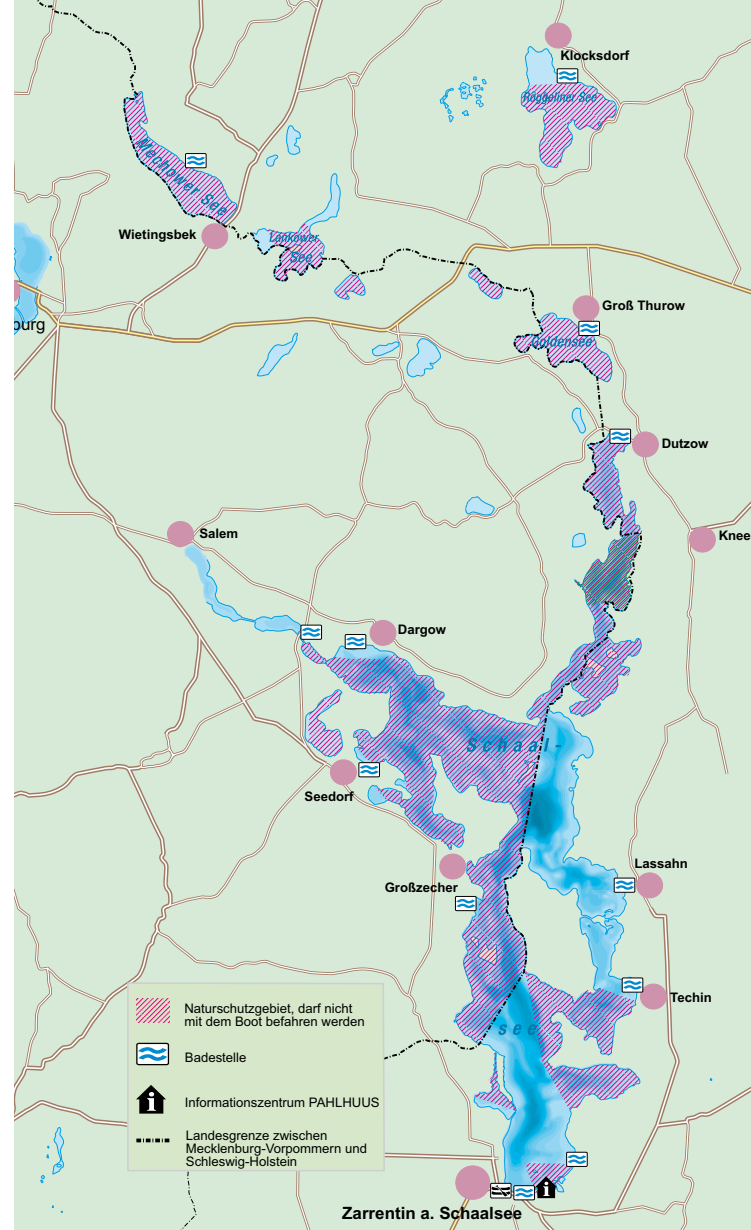 Klocksdorf
Röggeliner See
Mechower See
Wietingsbek
Lankower
See
Groß Thurow
burg
Goldensee
Dutzow
Salem
Knee
Dargow
Schaal-
Seedorf
Lassahn
Großzecher
Techin
see
Naturschutzgebiet, darf nicht
mit dem Boot befahren werden
Badestelle
Informationszentrum PAHLHUUS
Landesgrenze zwischen
Mecklenburg-Vorpommern und
Schleswig-Holstein
Zarrentin a. Schaalsee